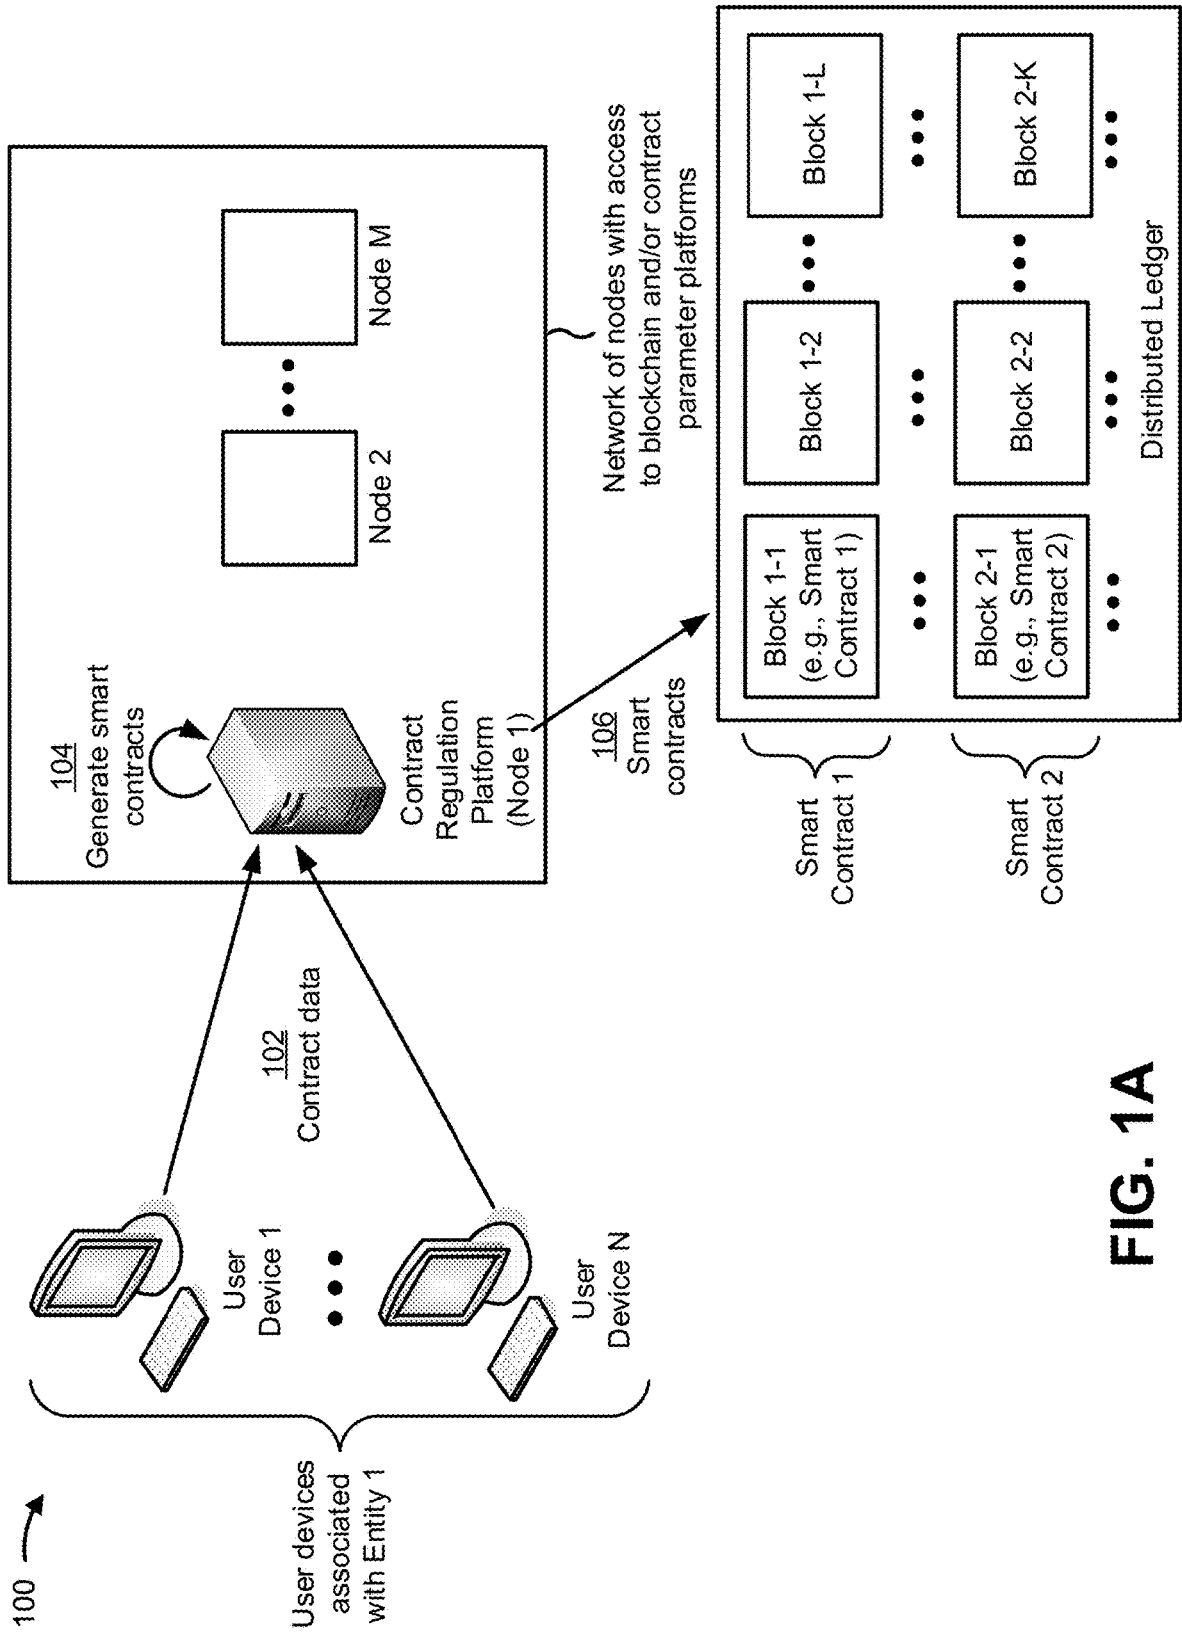 100
User devices
associated
with Entity 1
User
Device 1
User
Device N
102
Contract data
104
Generate smart
contracts
Contract
Regulation
Platform
(Node 1)
Node 2
Node M
Network of nodes with access
to blockchain and/or contract
parameter platforms
106
Smart
contracts
Smart
Contract 1
Block 1-1
(e.g., Smart
Contract 1)
Block 1-2
Block 1-L
Smart
Contract 2
Block 2-1
(e.g., Smart
Contract 2)
Block 2-2
Block 2-K
Distributed Ledger
FIG. 1A